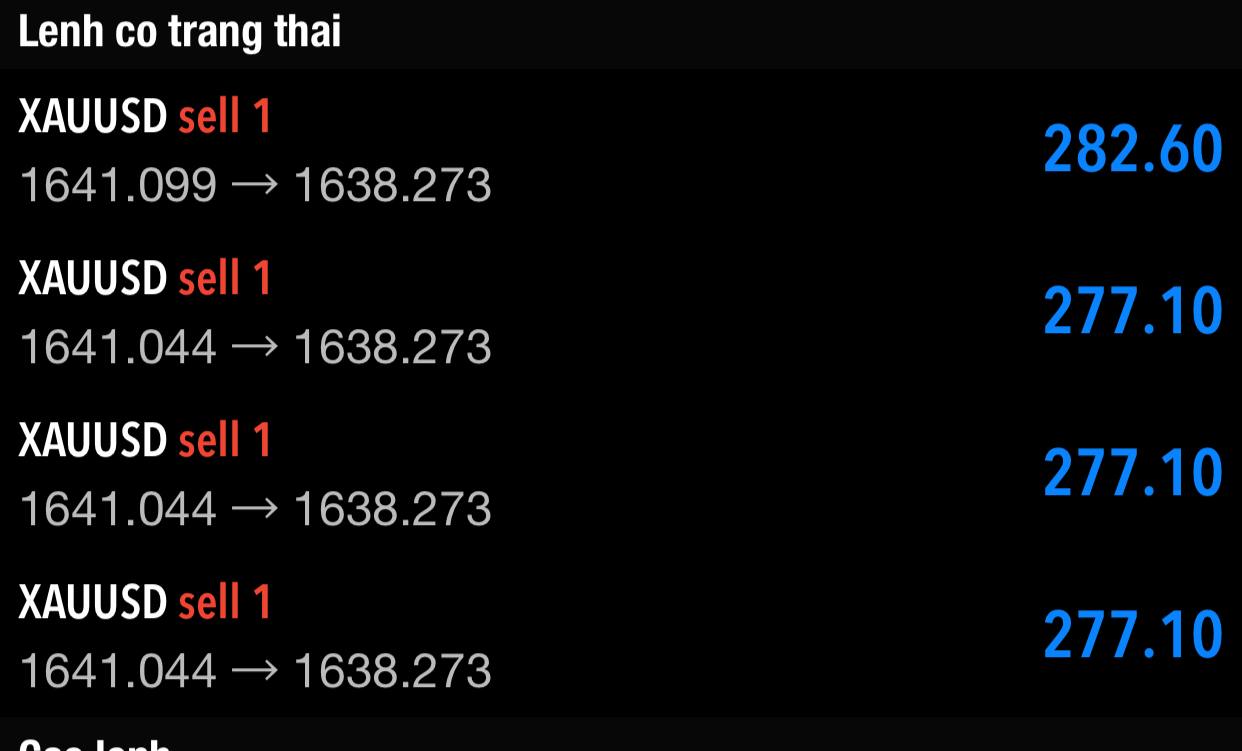 Lenh co trang thai
XAUUSD sell 1
282.60
1641.099 → 1638.273
XAUUSD sell 1
277.10
1641.044 → 1638.273
XAUUSD sell 1
277.10
1641.044 → 1638.273
XAUUSD sell 1
277.10
1641.044 → 1638.273